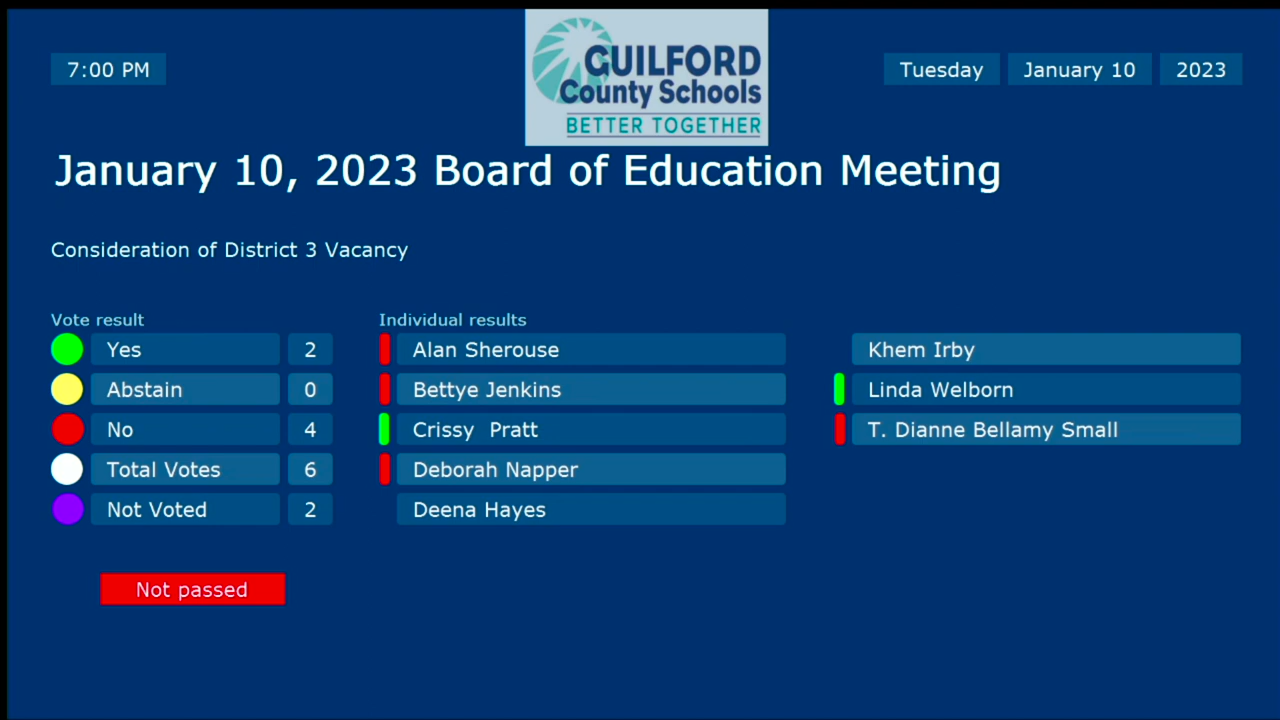 7:00 PM
GUILFORD
County Schools
BETTER TOGETHER
Tuesday January 10 2023
January 10, 2023 Board of Education Meeting
Consideration of District 3 Vacancy
Vote result
Yes 2
Abstain 0
No 4
Total Votes 6
Not Voted 2
Not passed
Individual results
Alan Sherouse
Bettye Jenkins
Crissy  Pratt
Deborah Napper
Deena Hayes
Khem Irby
Linda Welborn
T. Dianne Bellamy Small